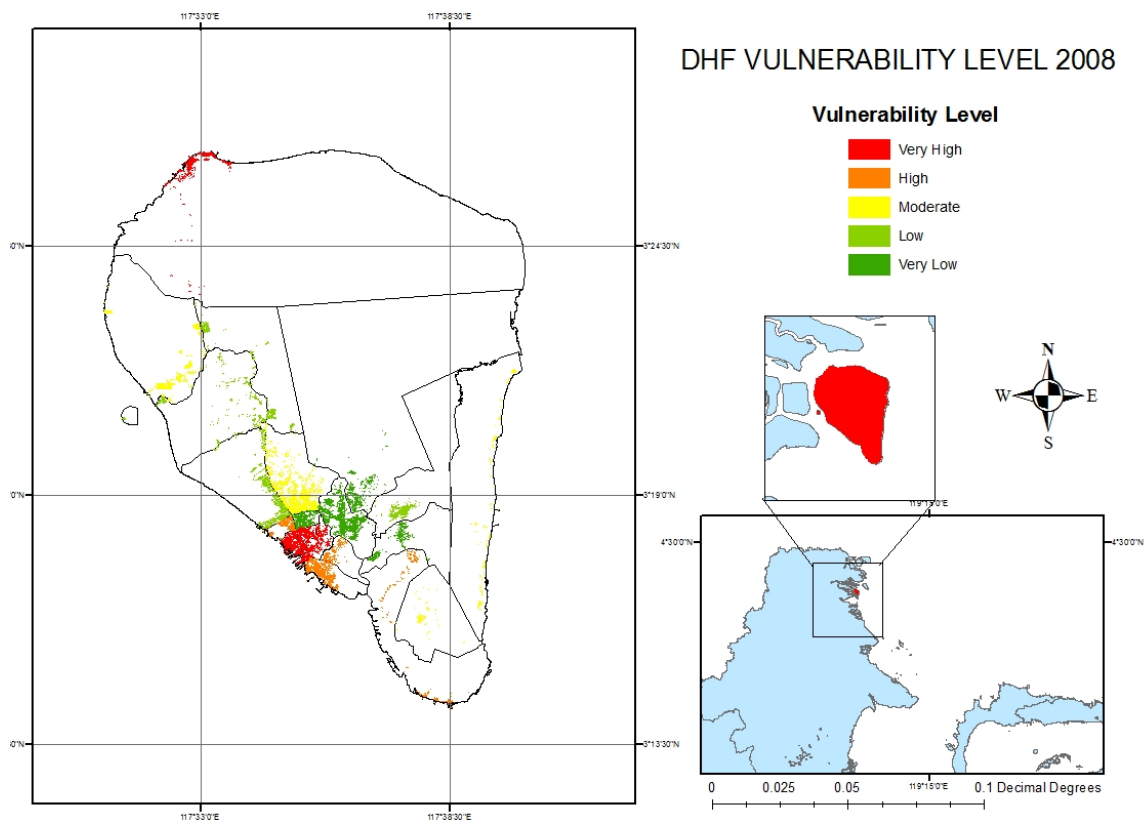 117°33'0"E 117°38'30"E
DHF VULNERABILITY LEVEL 2008
Vulnerability Level
Very High
High
Moderate
Low
Very Low
3°24'30"N
N
W E
S
3°19'0"N
119°15'0"E
4°30'0"N 4°30'0"N
3°13'30"N
119°15'0"E
0 0.025 0.05 0.1 Decimal Degrees
117°33'0"E 117°38'30"E